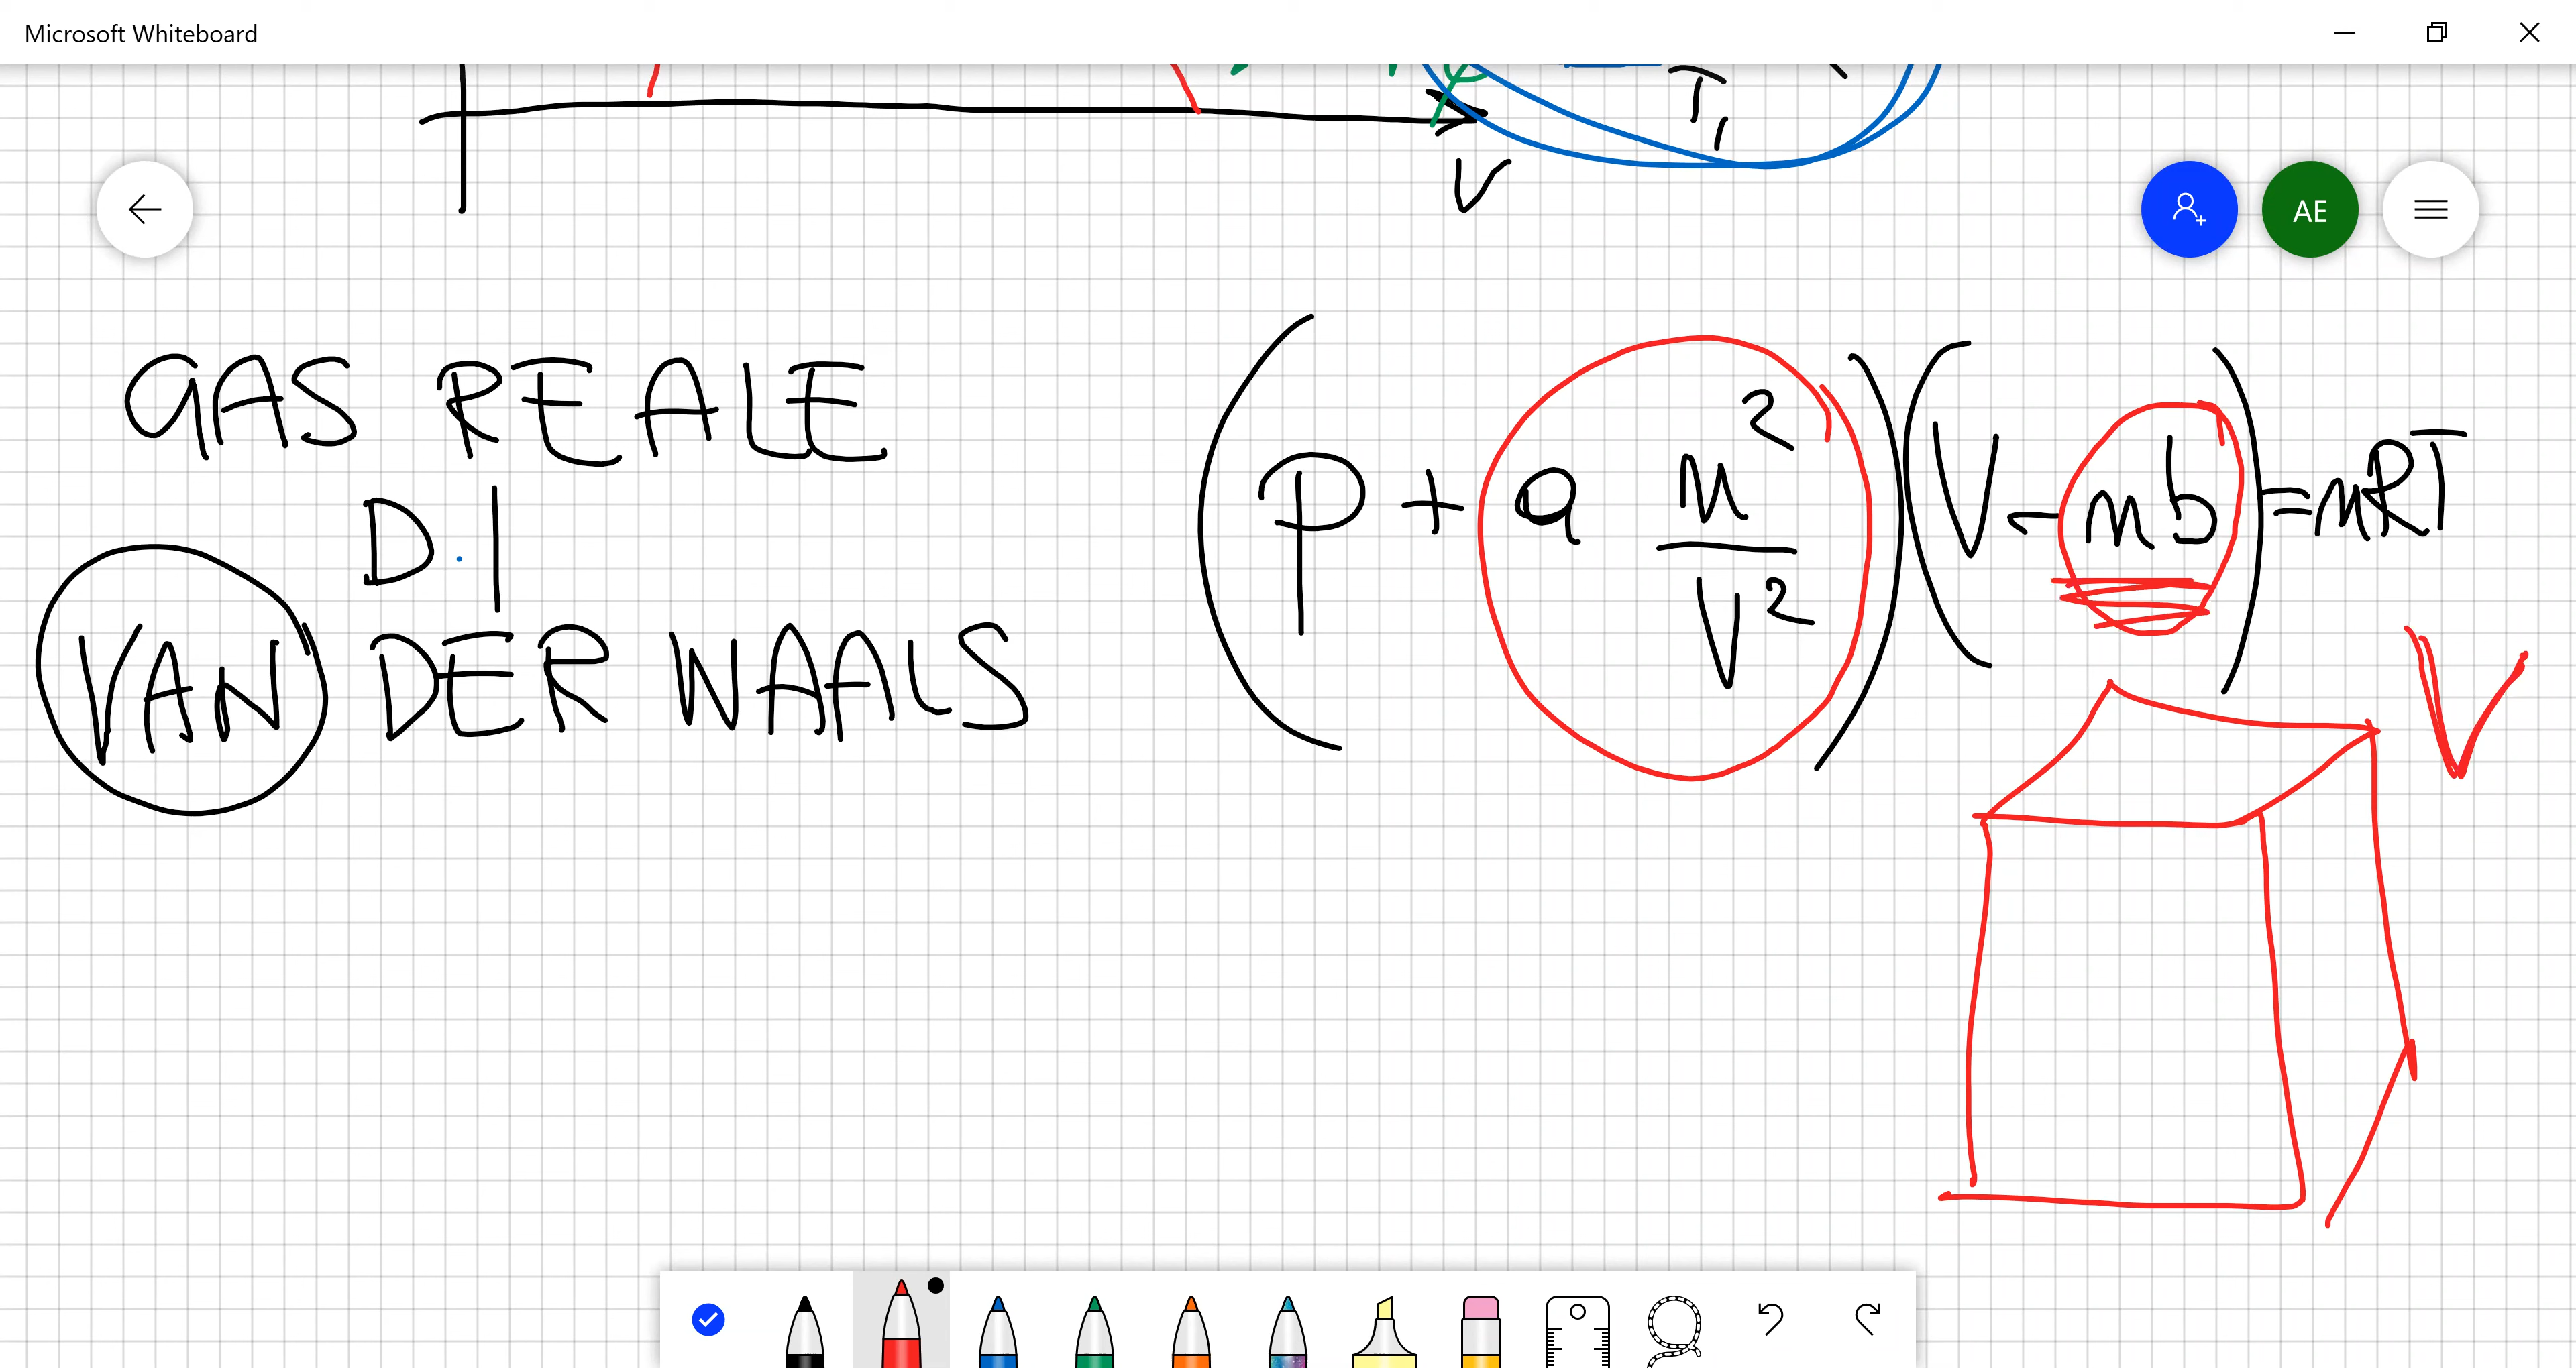 Microsoft Whiteboard
T1
V
AE
GAS REALE
DI
VAN DER WAALS
(P + a n²/V²)(V - nb) = nRT
V